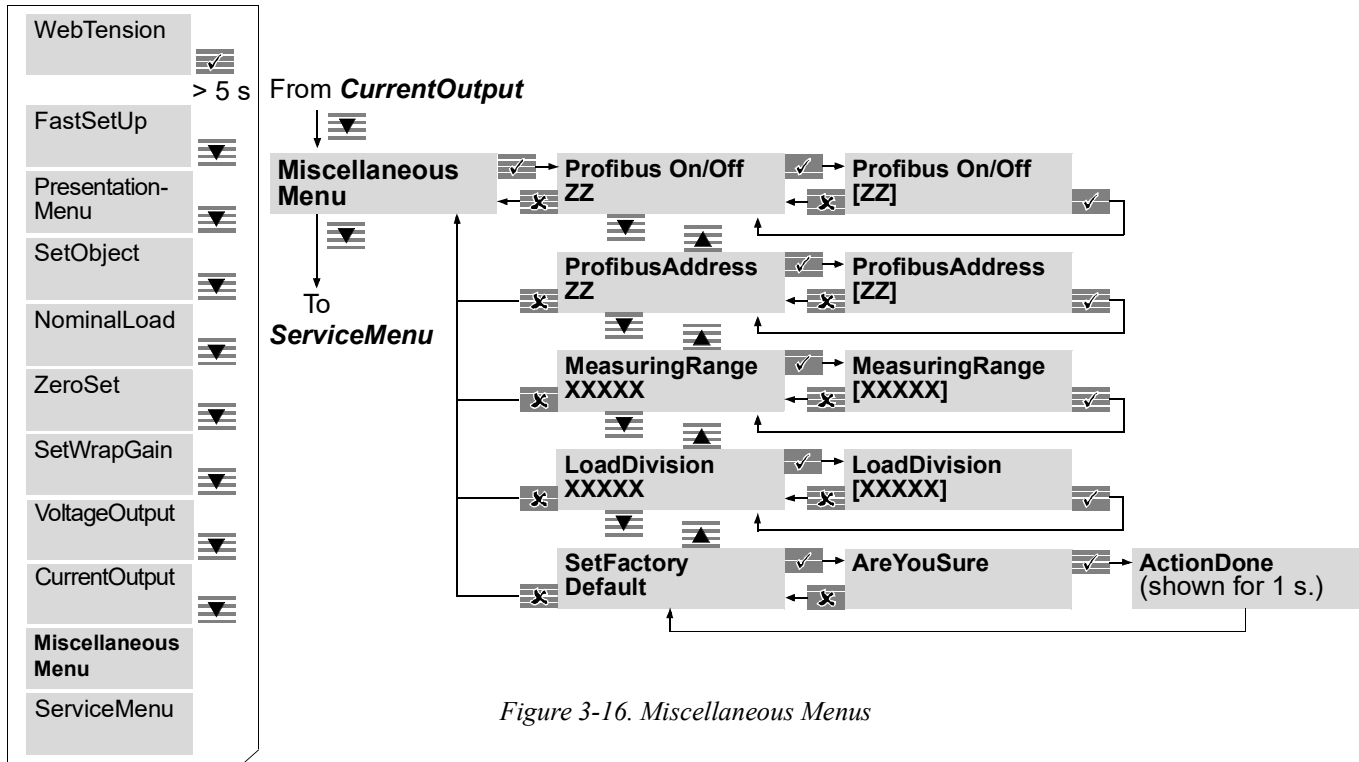 WebTension
> 5 s
FastSetUp
Presentation-
Menu
SetObject
NominalLoad
ZeroSet
SetWrapGain
VoltageOutput
CurrentOutput
Miscellaneous
Menu
ServiceMenu
From CurrentOutput
Miscellaneous
Menu
To
ServiceMenu
Profibus On/Off
ZZ
Profibus On/Off
[ZZ]
ProfibusAddress
ZZ
ProfibusAddress
[ZZ]
MeasuringRange
XXXXX
MeasuringRange
[XXXXX]
LoadDivision
XXXXX
LoadDivision
[XXXXX]
SetFactory
Default
AreYouSure
ActionDone
(shown for 1 s.)
Figure 3-16. Miscellaneous Menus